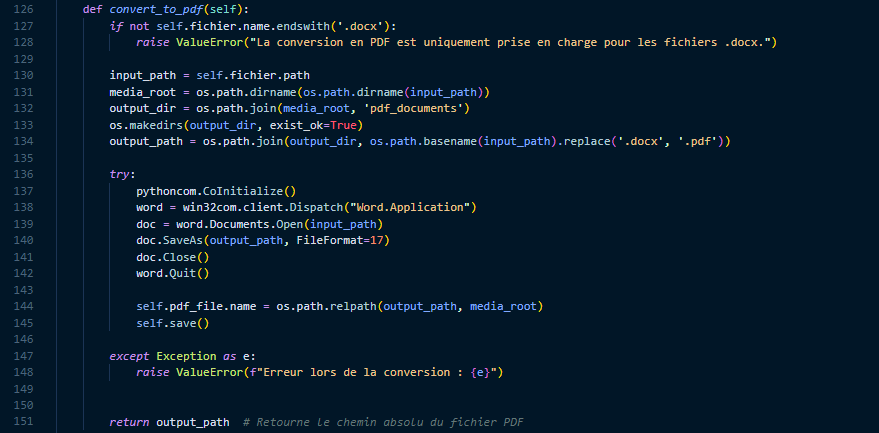 126 def convert_to_pdf(self):
127 if not self.fichier.name.endswith('.docx'):
128 raise ValueError("La conversion en PDF est uniquement prise en charge pour les fichiers .docx.")
129
130 input_path = self.fichier.path
131 media_root = os.path.dirname(os.path.dirname(input_path))
132 output_dir = os.path.join(media_root, 'pdf_documents')
133 os.makedirs(output_dir, exist_ok=True)
134 output_path = os.path.join(output_dir, os.path.basename(input_path).replace('.docx', '.pdf'))
135
136 try:
137 pythoncom.CoInitialize()
138 word = win32com.client.Dispatch("Word.Application")
139 doc = word.Documents.Open(input_path)
140 doc.SaveAs(output_path, FileFormat=17)
141 doc.Close()
142 word.Quit()
143
144 self.pdf_file.name = os.path.relpath(output_path, media_root)
145 self.save()
146
147 except Exception as e:
148 raise ValueError(f"Erreur lors de la conversion : {e}")
149
150
151 return output_path # Retourne le chemin absolu du fichier PDF